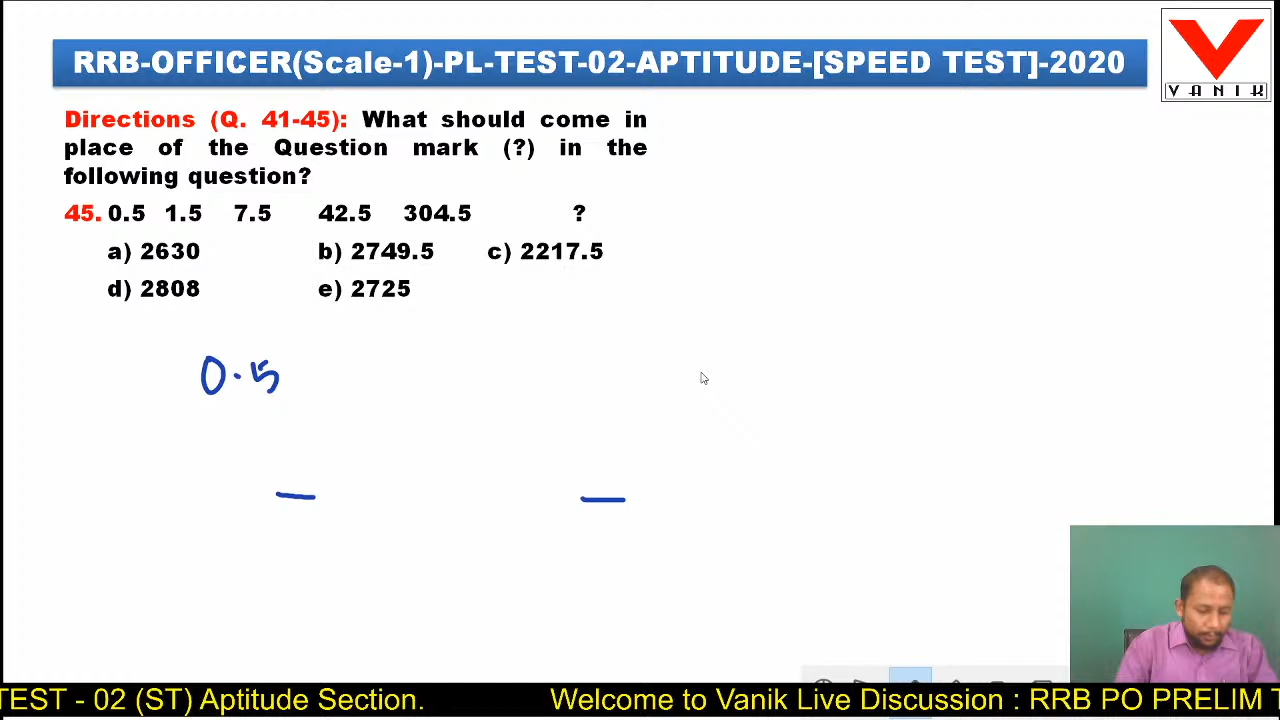 RRB-OFFICER(Scale-1)-PL-TEST-02-APTITUDE-[SPEED TEST]-2020
VANIK
Directions (Q. 41-45): What should come in
place of the Question mark (?) in the
following question?
45. 0.5 1.5 7.5 42.5 304.5 ?
a) 2630 b) 2749.5 c) 2217.5
d) 2808 e) 2725
0.5
TEST - 02 (ST) Aptitude Section. Welcome to Vanik Live Discussion : RRB PO PRELIM T